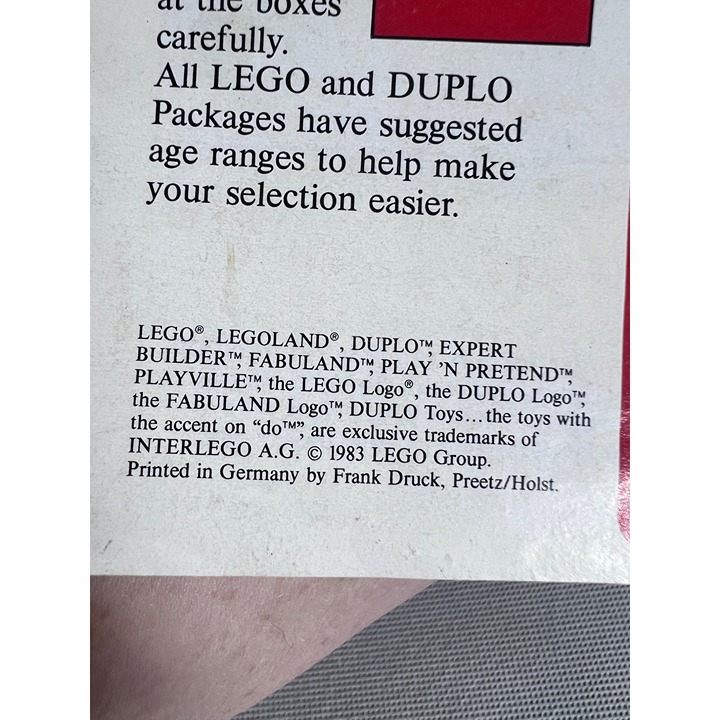 at the boxes
carefully.
All LEGO and DUPLO
Packages have suggested
age ranges to help make
your selection easier.
LEGO®, LEGOLAND®, DUPLO™, EXPERT
BUILDER™, FABULAND™, PLAY 'N PRETEND™,
PLAYVILLE™, the LEGO Logo®, the DUPLO Logo™,
the FABULAND Logo™, DUPLO Toys...the toys with
the accent on “do™”, are exclusive trademarks of
INTERLEGO A.G. © 1983 LEGO Group.
Printed in Germany by Frank Druck, Preetz/Holst.